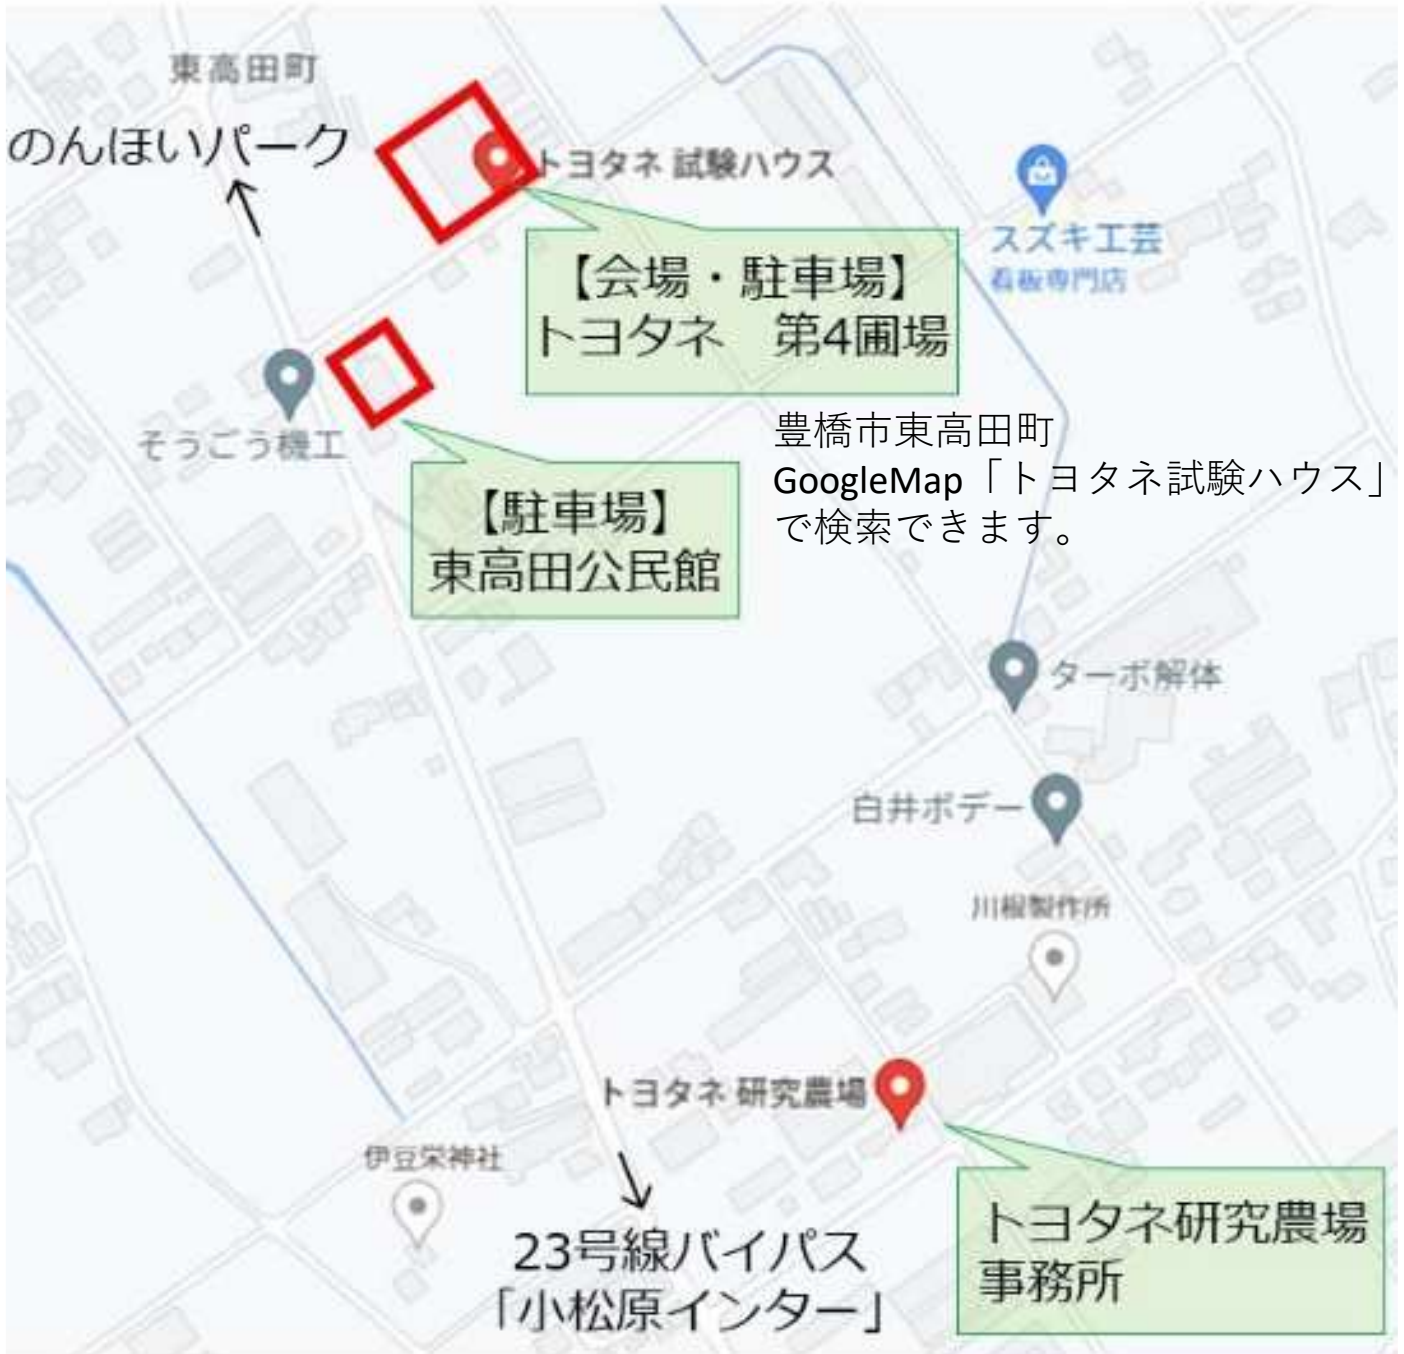 東高田町
のんほいパーク
トヨタネ 試験ハウス
スズキ工芸
看板専門店
【会場・駐車場】
トヨタネ　第4圃場
そうごう機工
豊橋市東高田町
GoogleMap「トヨタネ試験ハウス」
で検索できます。
【駐車場】
東高田公民館
ターボ解体
白井ボデー
川根製作所
トヨタネ 研究農場
伊豆栄神社
23号線バイパス
「小松原インター」
トヨタネ研究農場
事務所